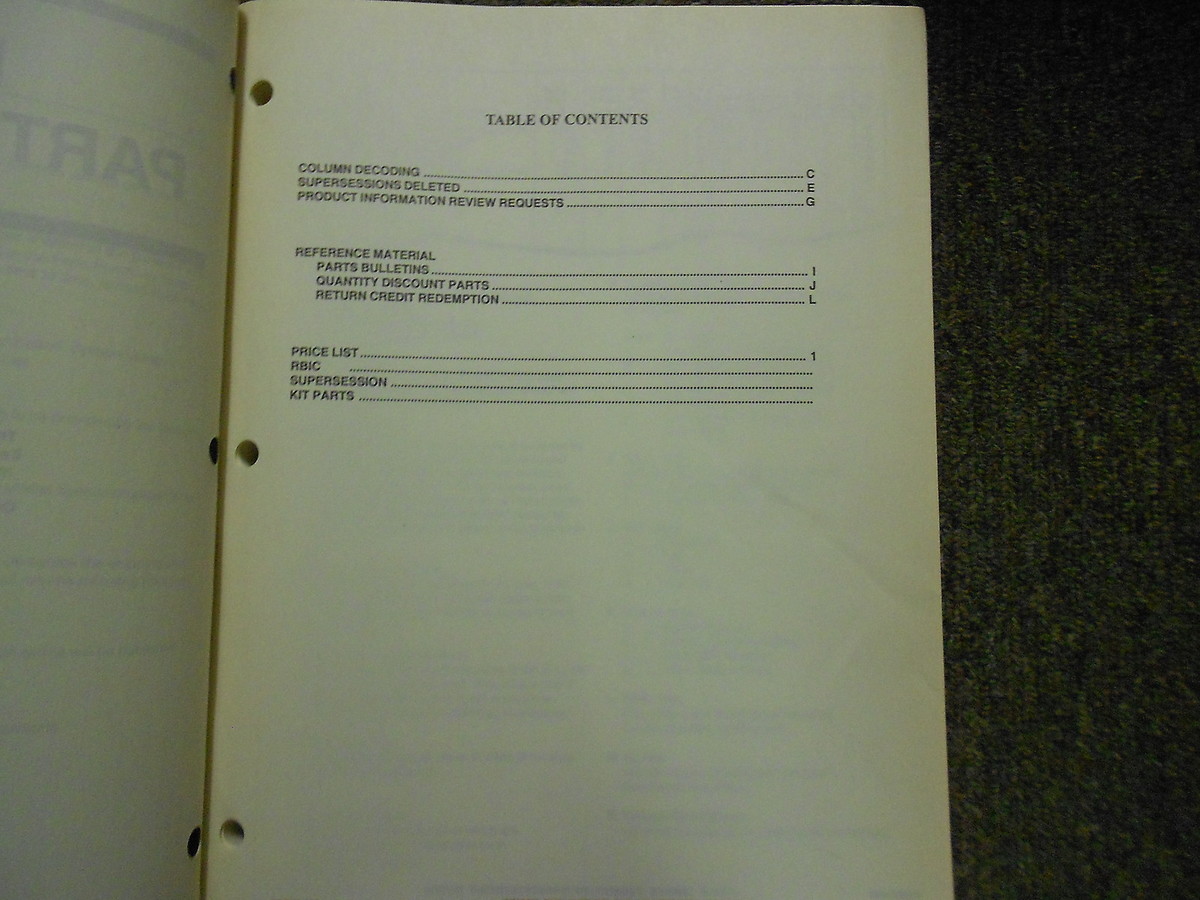 TABLE OF CONTENTS
COLUMN DECODING ........ C
SUPERSESSIONS DELETED ........ E
PRODUCT INFORMATION REVIEW REQUESTS ........ G
REFERENCE MATERIAL
PARTS BULLETINS ........ I
QUANTITY DISCOUNT PARTS ........ J
RETURN CREDIT REDEMPTION ........ L
PRICE LIST ........ 1
RBIC ........
SUPERSESSION ........
KIT PARTS ........